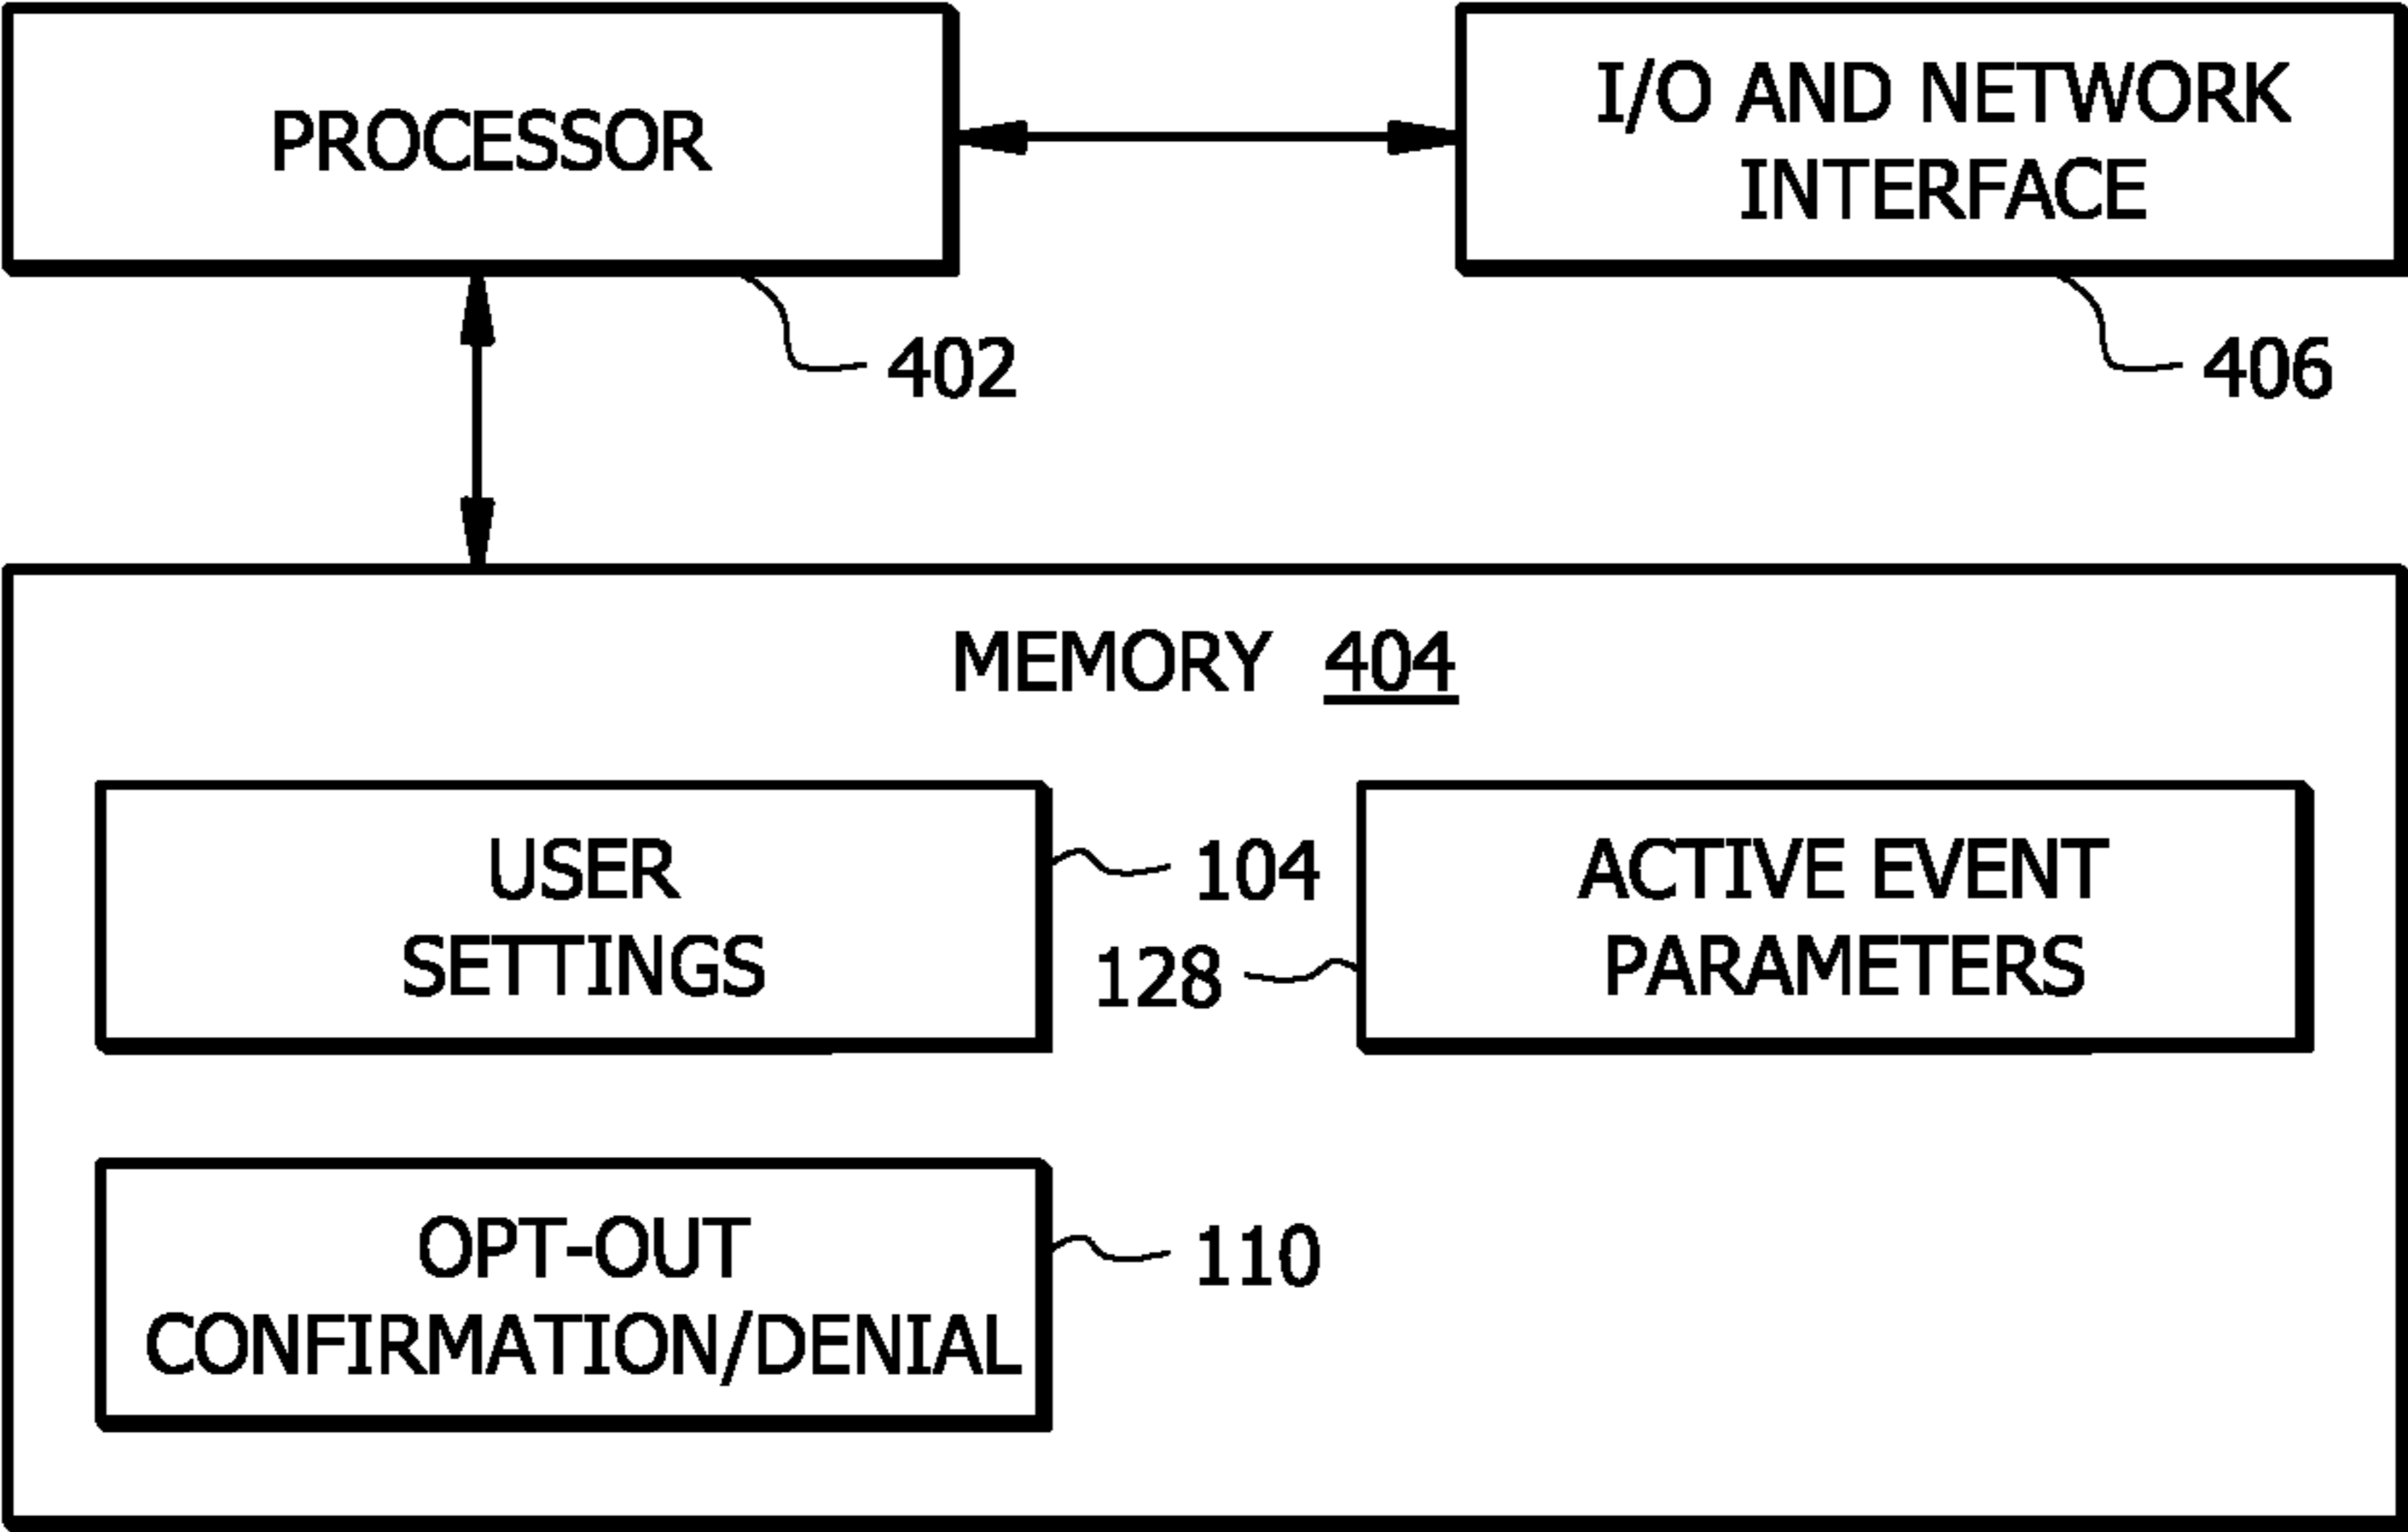 PROCESSOR
402
I/O AND NETWORK
INTERFACE
406
MEMORY 404
USER
SETTINGS
104
ACTIVE EVENT
PARAMETERS
128
OPT-OUT
CONFIRMATION/DENIAL
110